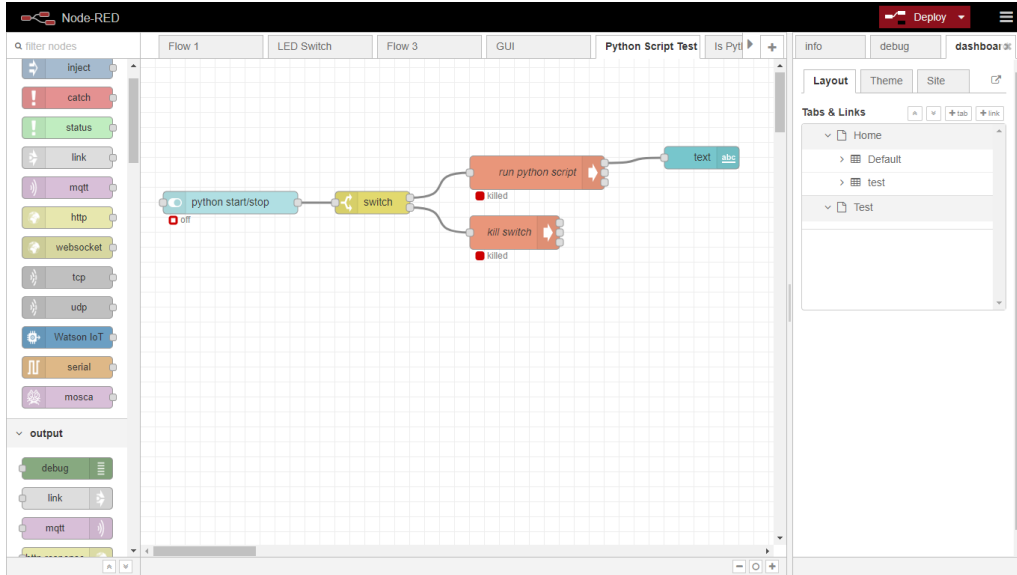 Node-RED
Deploy
filter nodes
Flow 1
LED Switch
Flow 3
GUI
Python Script Test
info
debug
inject
catch
status
link
mqtt
http
websocket
tcp
udp
Watson IoT
serial
mosca
output
debug
link
mqtt
python start/stop
off
switch
run python script
killed
kill switch
killed
text
abc
Layout
Theme
Site
Tabs & Links
+tab
+link
Home
Default
test
Test